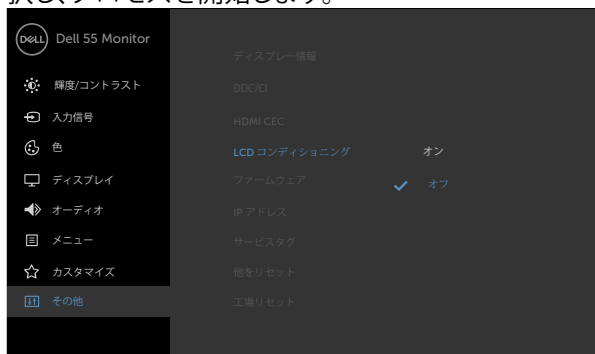 択し、プロセスを開始します。
DELL Dell 55 Monitor
輝度/コントラスト
入力信号
色
ディスプレイ
オーディオ
メニュー
カスタマイズ
その他
ディスプレー情報
DDC/CI
HDMI CEC
LCD コンディショニング オン
ファームウェア オフ
IP アドレス
サービスタグ
他をリセット
工場リセット